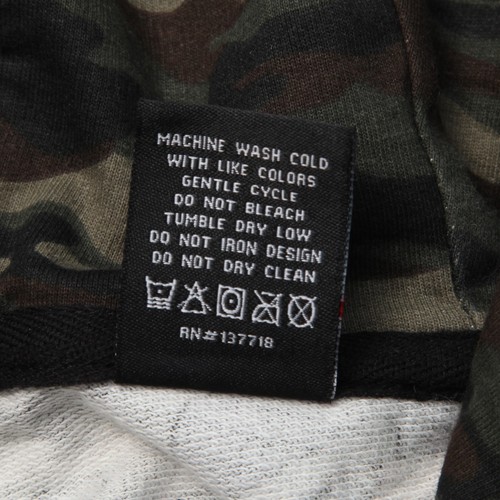 MACHINE WASH COLD
WITH LIKE COLORS
GENTLE CYCLE
DO NOT BLEACH
TUMBLE DRY LOW
DO NOT IRON DESIGN
DO NOT DRY CLEAN
RN#137718